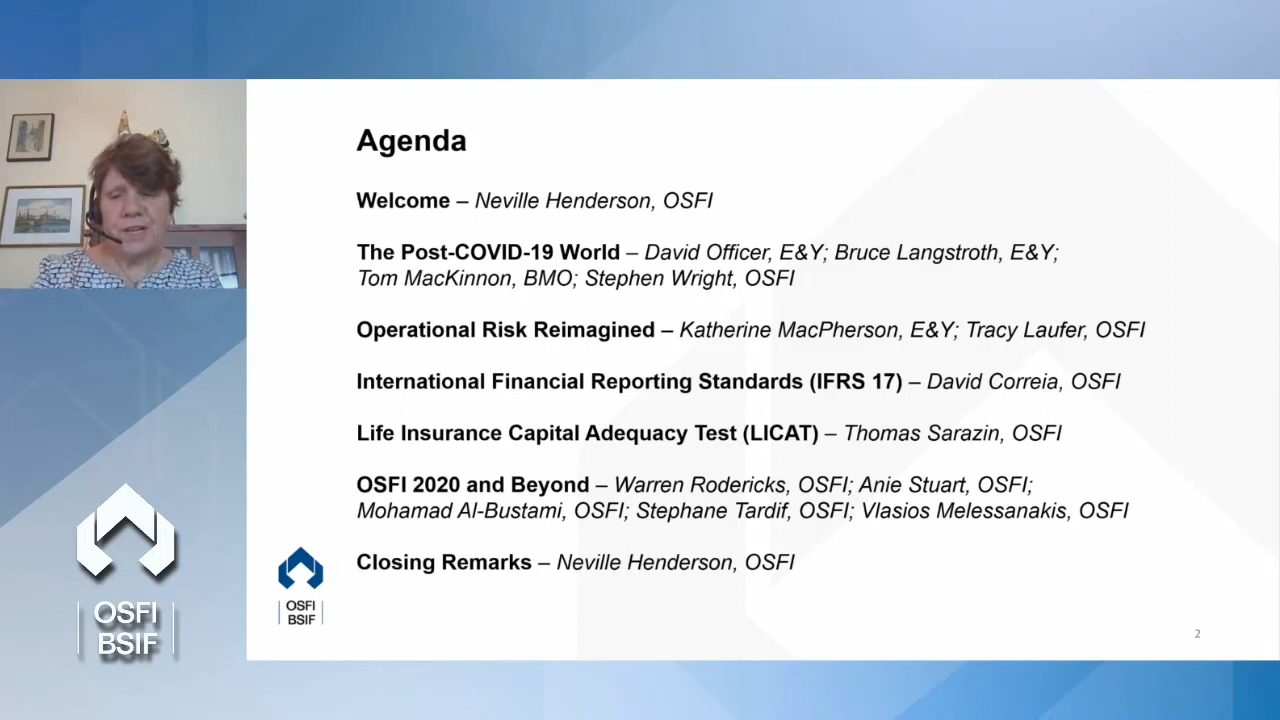 Agenda
Welcome – Neville Henderson, OSFI
The Post-COVID-19 World – David Officer, E&Y; Bruce Langstroth, E&Y;
Tom MacKinnon, BMO; Stephen Wright, OSFI
Operational Risk Reimagined – Katherine MacPherson, E&Y; Tracy Laufer, OSFI
International Financial Reporting Standards (IFRS 17) – David Correia, OSFI
Life Insurance Capital Adequacy Test (LICAT) – Thomas Sarazin, OSFI
OSFI 2020 and Beyond – Warren Rodericks, OSFI; Anie Stuart, OSFI;
Mohamad Al-Bustami, OSFI; Stephane Tardif, OSFI; Vlasios Melessanakis, OSFI
Closing Remarks – Neville Henderson, OSFI
OSFI
BSIF
2
OSFI
BSIF